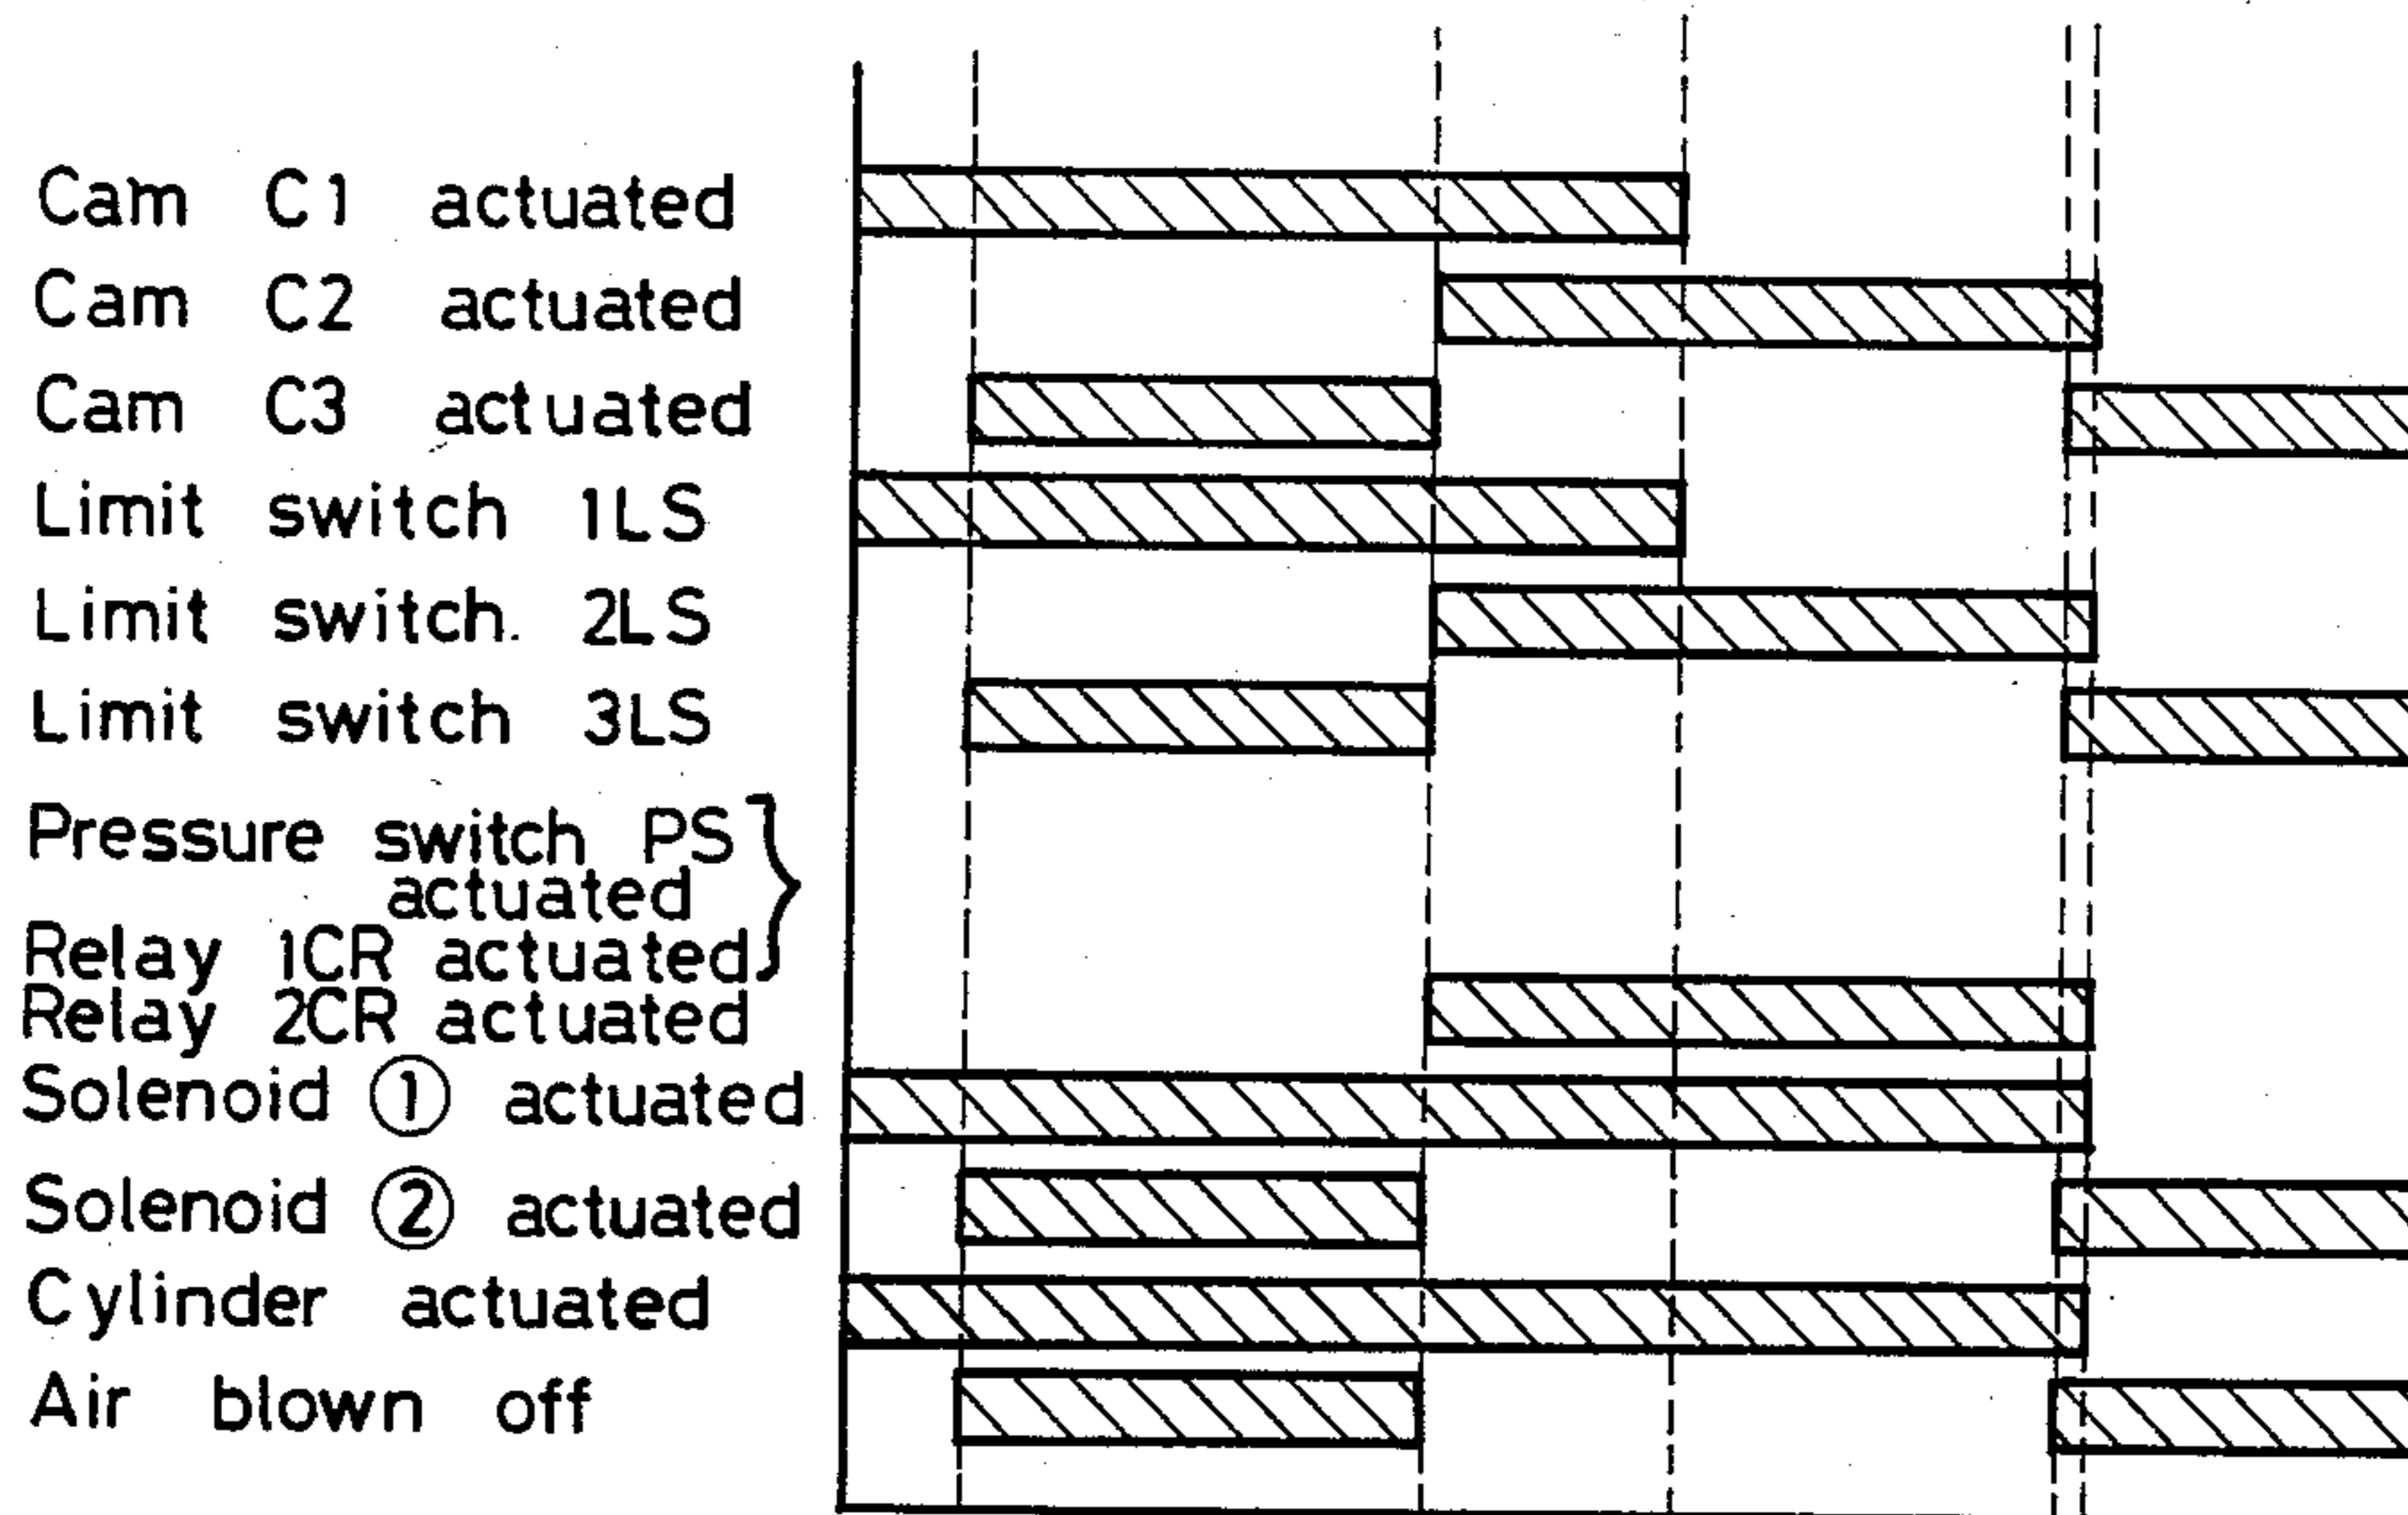 Cam C1 actuated
Cam C2 actuated
Cam C3 actuated
Limit switch 1LS
Limit switch. 2LS
Limit switch 3LS
Pressure switch PS
actuated
Relay 1CR actuated
Relay 2CR actuated
Solenoid ① actuated
Solenoid ② actuated
Cylinder actuated
Air blown off